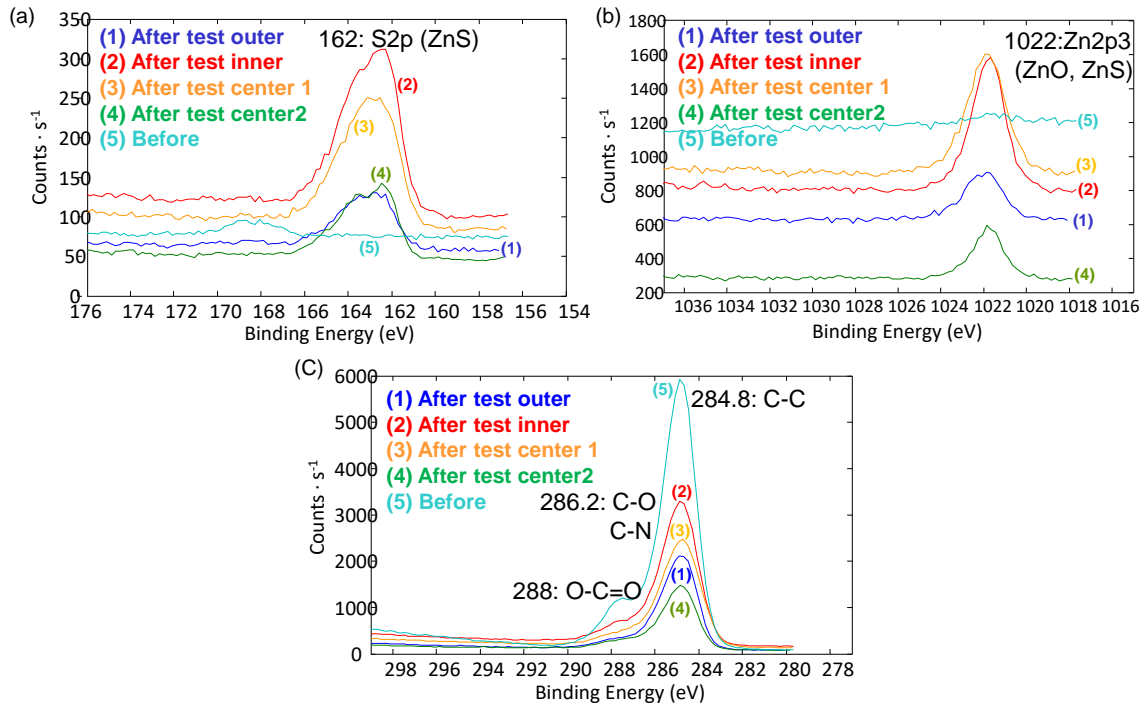 (a)
350
300
250
200
150
100
50
0
Counts · s⁻¹
(1) After test outer
(2) After test inner
(3) After test center 1
(4) After test center2
(5) Before
162: S2p (ZnS)
(2)
(3)
(4)
(5)
(1)
176 174 172 170 168 166 164 162 160 158 156 154
Binding Energy (eV)
(b)
1800
1600
1400
1200
1000
800
600
400
200
Counts · s⁻¹
(1) After test outer
(2) After test inner
(3) After test center 1
(4) After test center2
(5) Before
1022:Zn2p3
(ZnO, ZnS)
(5)
(3)
(2)
(1)
(4)
1036 1034 1032 1030 1028 1026 1024 1022 1020 1018 1016
Binding Energy (eV)
(C)
6000
5000
4000
3000
2000
1000
0
Counts · s⁻¹
(1) After test outer
(2) After test inner
(3) After test center 1
(4) After test center2
(5) Before
(5)
284.8: C-C
286.2: C-O
C-N
288: O-C=O
(2)
(3)
(1)
(4)
298 296 294 292 290 288 286 284 282 280 278
Binding Energy (eV)